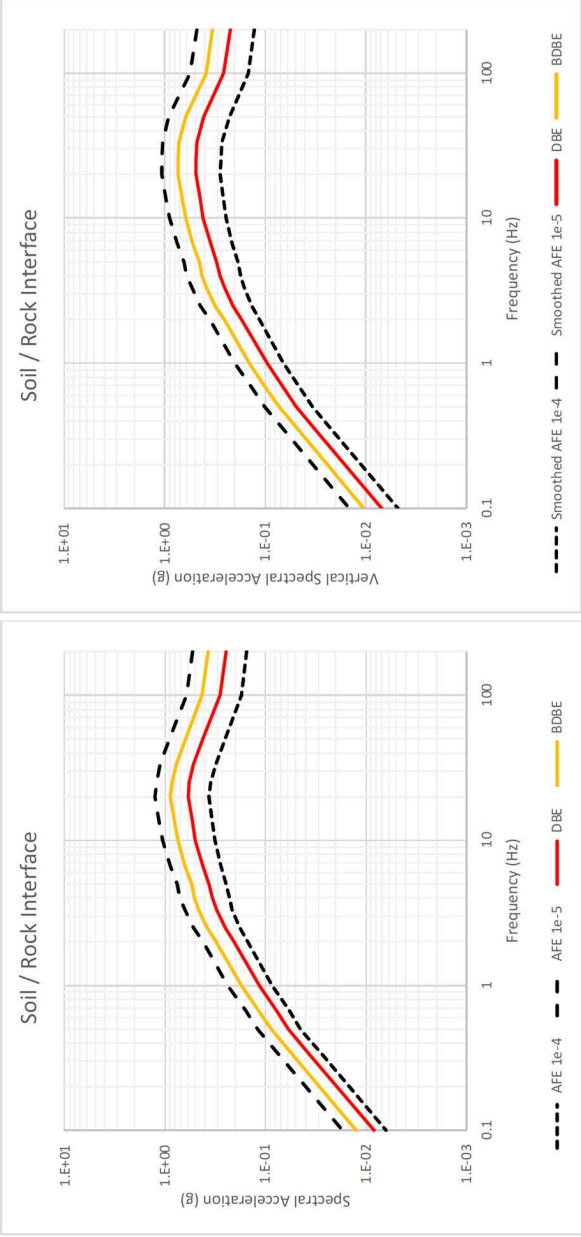 Soil / Rock Interface
1.E+01
1.E+00
1.E-01
1.E-02
1.E-03
Spectral Acceleration (g)
0.1
1
10
100
Frequency (Hz)
AFE 1e-4
AFE 1e-5
DBE
BDBE
Soil / Rock Interface
1.E+01
1.E+00
1.E-01
1.E-02
1.E-03
Vertical Spectral Acceleration (g)
0.1
1
10
100
Frequency (Hz)
Smoothed AFE 1e-4
Smoothed AFE 1e-5
DBE
BDBE